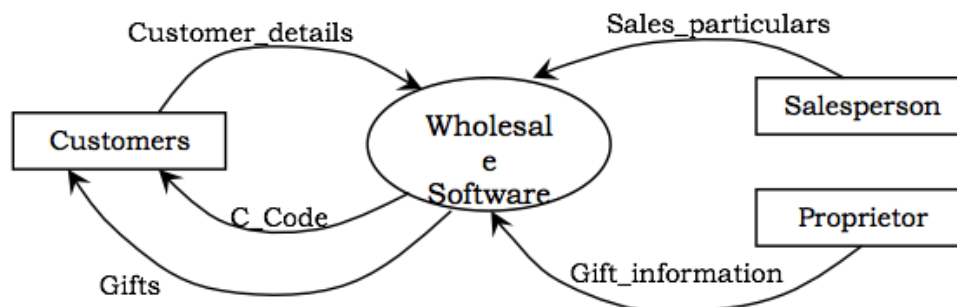 Customer_details
Sales_particulars
Salesperson
Customers
Wholesal
e
Software
C_Code
Proprietor
Gifts
Gift_information